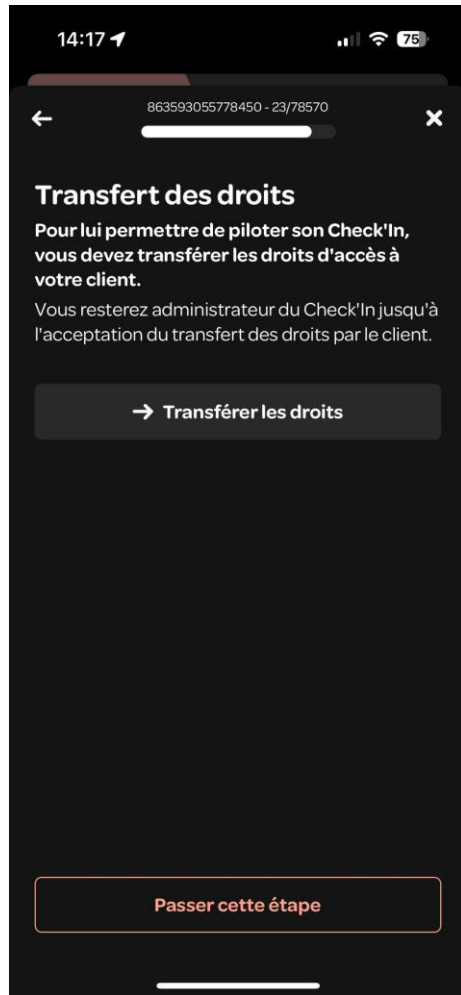 14:17
75
863593055778450 - 23/78570
Transfert des droits
Pour lui permettre de piloter son Check'In,
vous devez transférer les droits d'accès à
votre client.
Vous resterez administrateur du Check'In jusqu'à
l'acceptation du transfert des droits par le client.
→ Transférer les droits
Passer cette étape